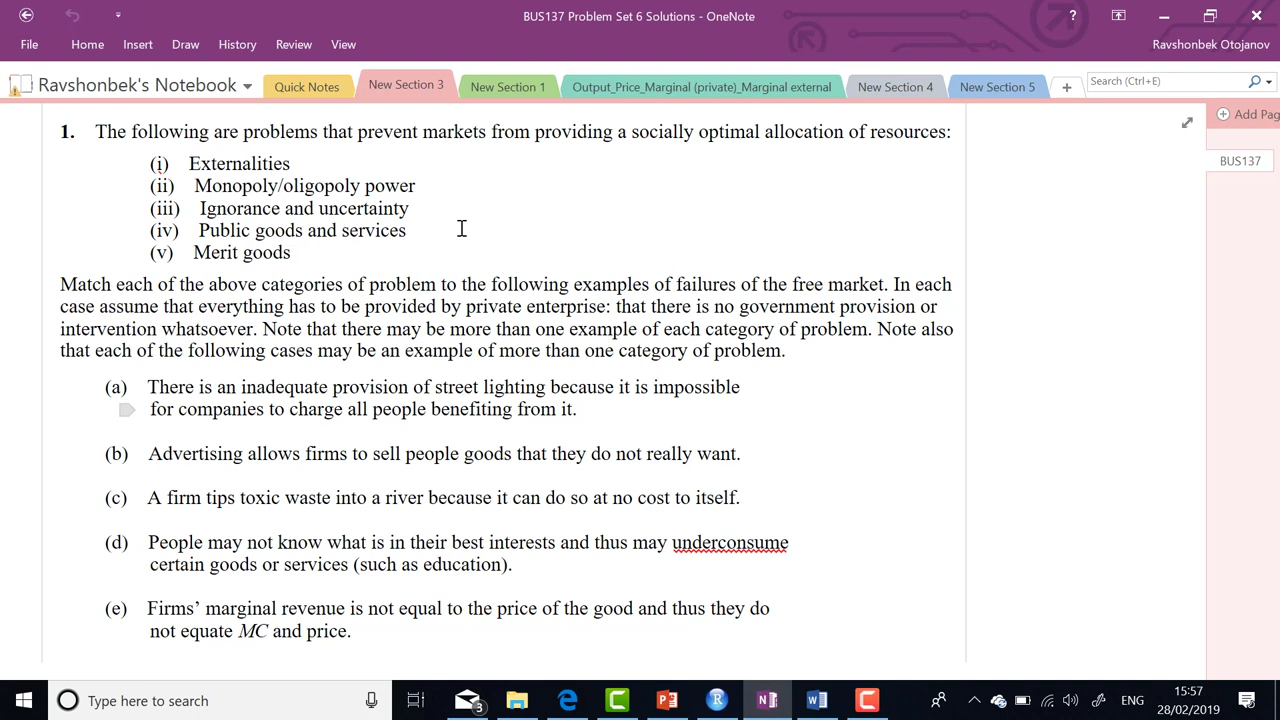 BUS137 Problem Set 6 Solutions - OneNote
?
File Home Insert Draw History Review View
Ravshonbek Otojanov
Ravshonbek's Notebook Quick Notes New Section 3 New Section 1 Output_Price_Marginal (private)_Marginal external New Section 4 New Section 5 + Search (Ctrl+E)
Add Pag
BUS137
1. The following are problems that prevent markets from providing a socially optimal allocation of resources:
(i) Externalities
(ii) Monopoly/oligopoly power
(iii) Ignorance and uncertainty
(iv) Public goods and services
(v) Merit goods
Match each of the above categories of problem to the following examples of failures of the free market. In each
case assume that everything has to be provided by private enterprise: that there is no government provision or
intervention whatsoever. Note that there may be more than one example of each category of problem. Note also
that each of the following cases may be an example of more than one category of problem.
(a) There is an inadequate provision of street lighting because it is impossible
for companies to charge all people benefiting from it.
(b) Advertising allows firms to sell people goods that they do not really want.
(c) A firm tips toxic waste into a river because it can do so at no cost to itself.
(d) People may not know what is in their best interests and thus may underconsume
certain goods or services (such as education).
(e) Firms' marginal revenue is not equal to the price of the good and thus they do
not equate MC and price.
Type here to search
3
ENG
15:57
28/02/2019